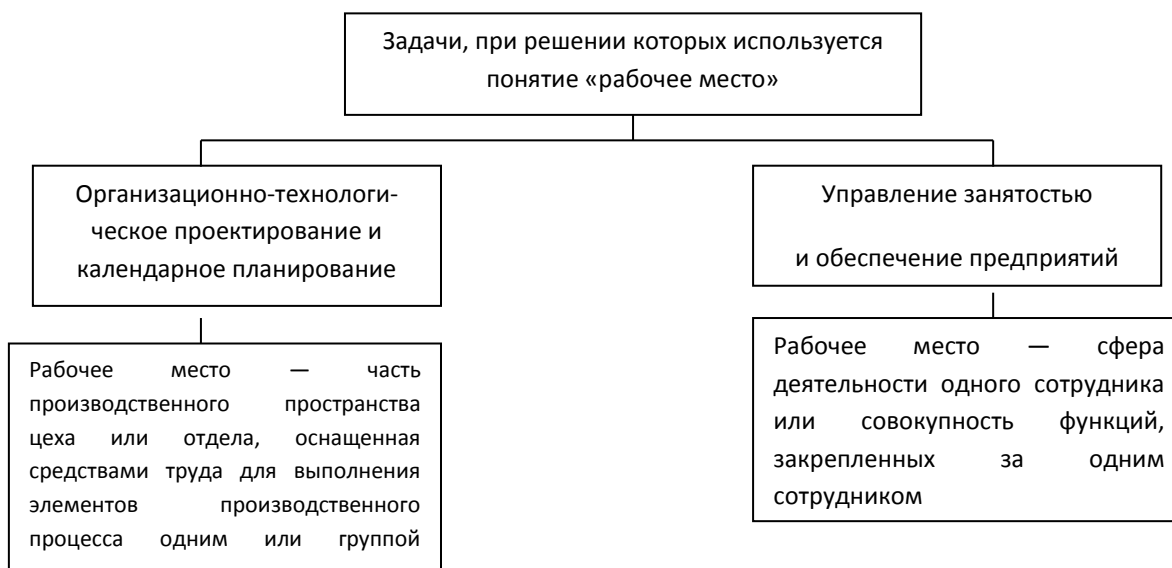 Задачи, при решении которых используется
понятие «рабочее место»
Организационно-технологи-
ческое проектирование и
календарное планирование
Управление занятостью
и обеспечение предприятий
Рабочее место — часть
производственного пространства
цеха или отдела, оснащенная
средствами труда для выполнения
элементов производственного
процесса одним или группой
Рабочее место — сфера
деятельности одного сотрудника
или совокупность функций,
закрепленных за одним
сотрудником